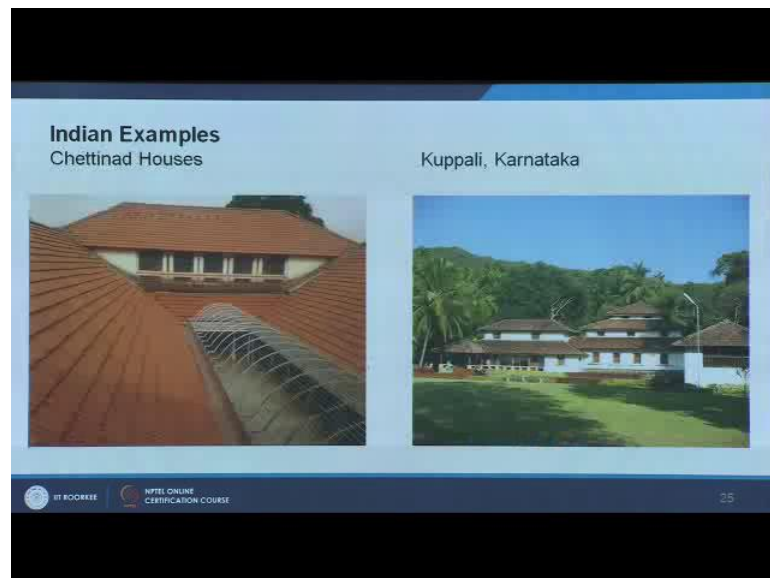 Indian Examples
Chettinad Houses
Kuppali, Karnataka
IIT ROORKEE
NPTEL ONLINE
CERTIFICATION COURSE
25